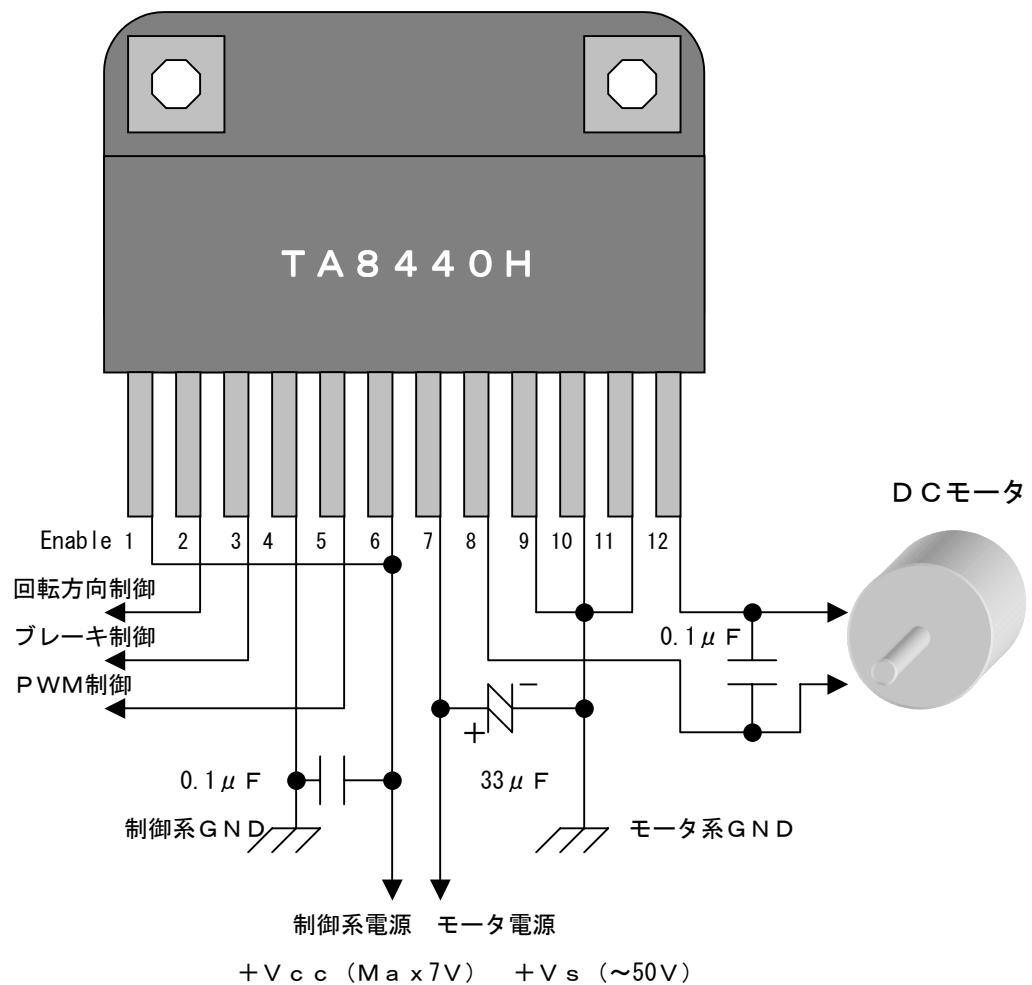 ＴＡ８４４０Ｈ
ＤＣモータ
Enable 1 2 3 4 5 6 7 8 9 10 11 12
回転方向制御
ブレーキ制御
ＰＷＭ制御
0.1μＦ
－
＋
0.1μＦ
33μＦ
制御系ＧＮＤ
モータ系ＧＮＤ
制御系電源 モータ電源
＋Ｖｃｃ（Ｍａｘ7Ｖ） ＋Ｖｓ（～50Ｖ）